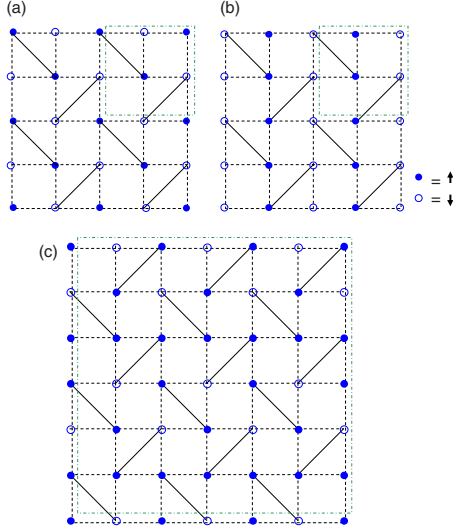 (a)
(b)
= ↑
= ↓
(c)